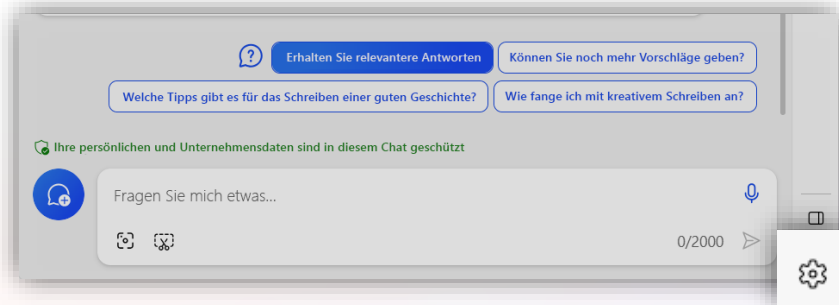 Erhalten Sie relevantere Antworten
Können Sie noch mehr Vorschläge geben?
Welche Tipps gibt es für das Schreiben einer guten Geschichte?
Wie fange ich mit kreativem Schreiben an?
Ihre persönlichen und Unternehmensdaten sind in diesem Chat geschützt
Fragen Sie mich etwas...
0/2000